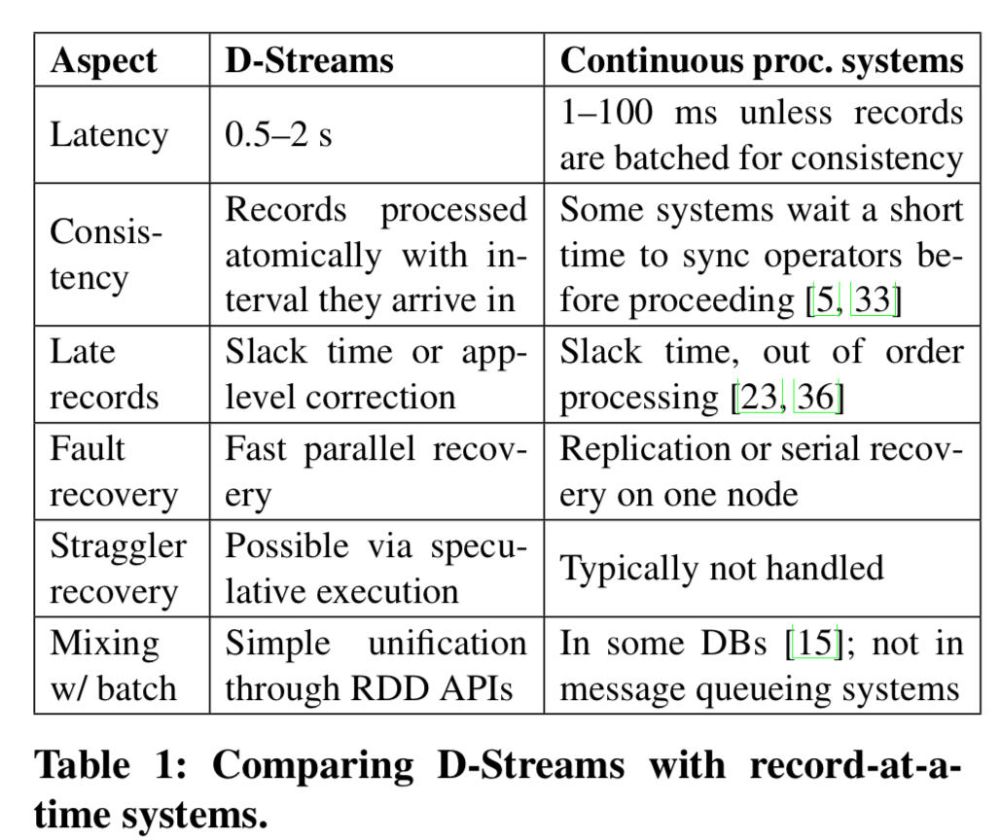 Aspect D-Streams Continuous proc. systems
Latency
0.5–2 s
1–100 ms unless records
are batched for consistency
Consis-
tency
Records processed
atomically with in-
terval they arrive in
Some systems wait a short
time to sync operators be-
fore proceeding [5, 33]
Late
records
Slack time or app-
level correction
Slack time, out of order
processing [23, 36]
Fault
recovery
Fast parallel recov-
ery
Replication or serial recov-
ery on one node
Straggler
recovery
Possible via specu-
lative execution
Typically not handled
Mixing
w/ batch
Simple unification
through RDD APIs
In some DBs [15]; not in
message queueing systems
Table 1: Comparing D-Streams with record-at-a-
time systems.